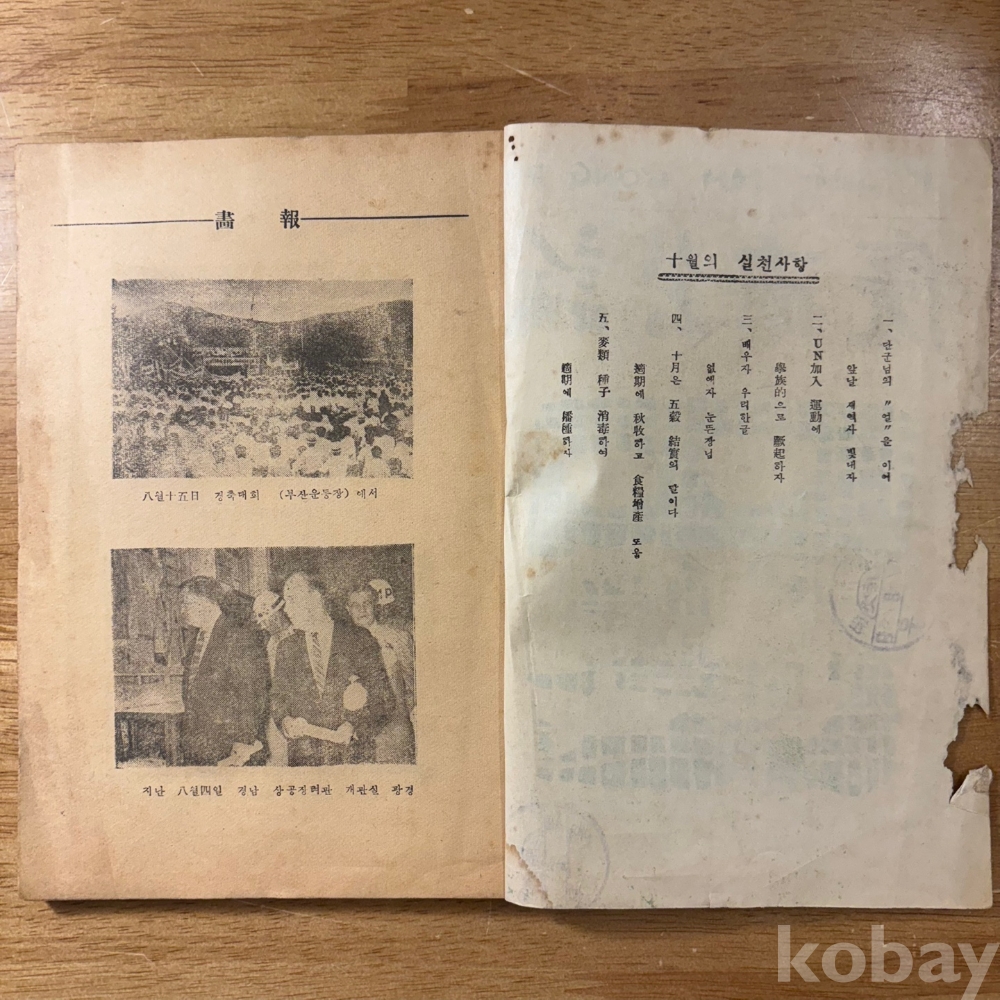 畵 報
八월十五日 경축대회 (부산운동장)에서
지난 八월四일 경남 상공장려관 개관실 광경
十월의 실천사항
一、단군님의 "얼"을 이어
앞날 새역사 빛내자
二、UN加入 運動에
擧族的으로 蹶起하자
三、배우자 우리한글
없애자 눈뜬장님
四、十月은 五穀 結實의 달이다
適期에 秋收하고 食糧增産 도웁
五、麥類 種子 消毒하여
適期에 播種하자
kobay